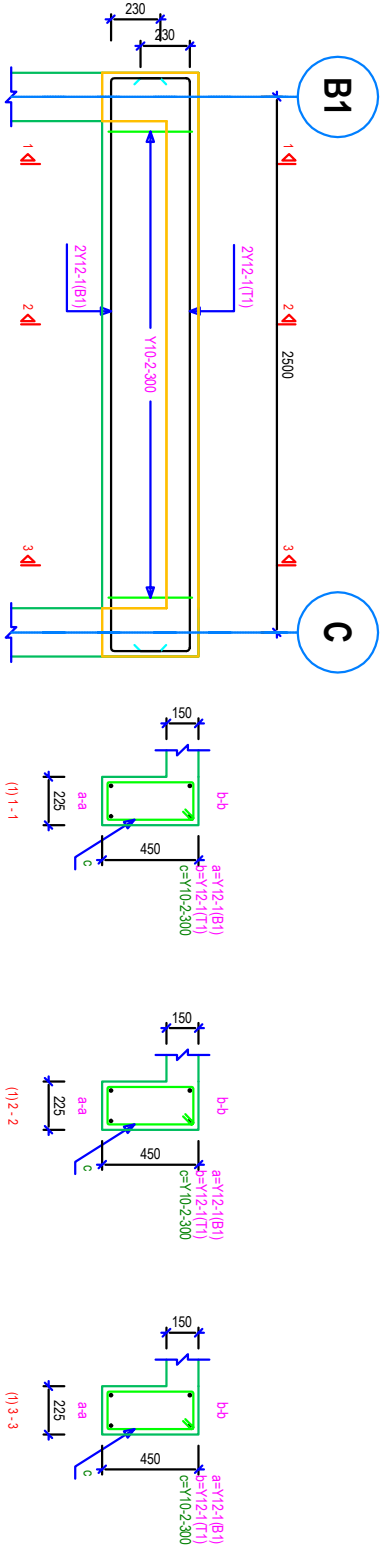 B1
C
2500
1
2
3
2Y12-1(T1)
230
230
Y10-2-300
2Y12-1(B1)
1
2
3
a=Y12-1(B1)
b=Y12-1(T1)
c=Y10-2-300
b-b
150
450
c
a-a
225
(1) 1 - 1
a=Y12-1(B1)
b=Y12-1(T1)
c=Y10-2-300
b-b
150
450
c
a-a
225
(1) 2 - 2
a=Y12-1(B1)
b=Y12-1(T1)
c=Y10-2-300
b-b
150
450
c
a-a
225
(1) 3 - 3